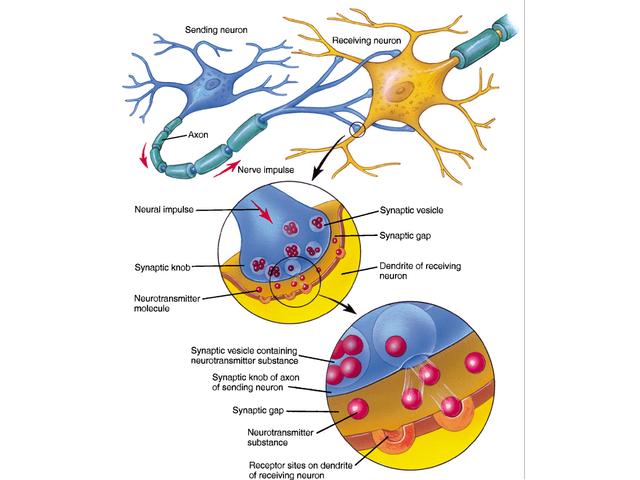 Sending neuron
Receiving neuron
Axon
Nerve impulse
Neural impulse
Synaptic vesicle
Synaptic gap
Synaptic knob
Dendrite of receiving
neuron
Neurotransmitter
molecule
Synaptic vesicle containing
neurotransmitter substance
Synaptic knob of axon
of sending neuron
Synaptic gap
Neurotransmitter
substance
Receptor sites on dendrite
of receiving neuron